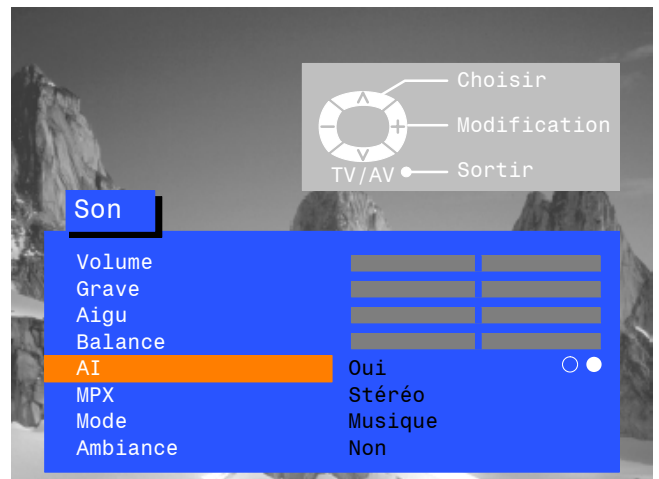 Choisir
Modification
TV/AV Sortir
Son
Volume
Grave
Aigu
Balance
AI Oui
MPX Stéréo
Mode Musique
Ambiance Non